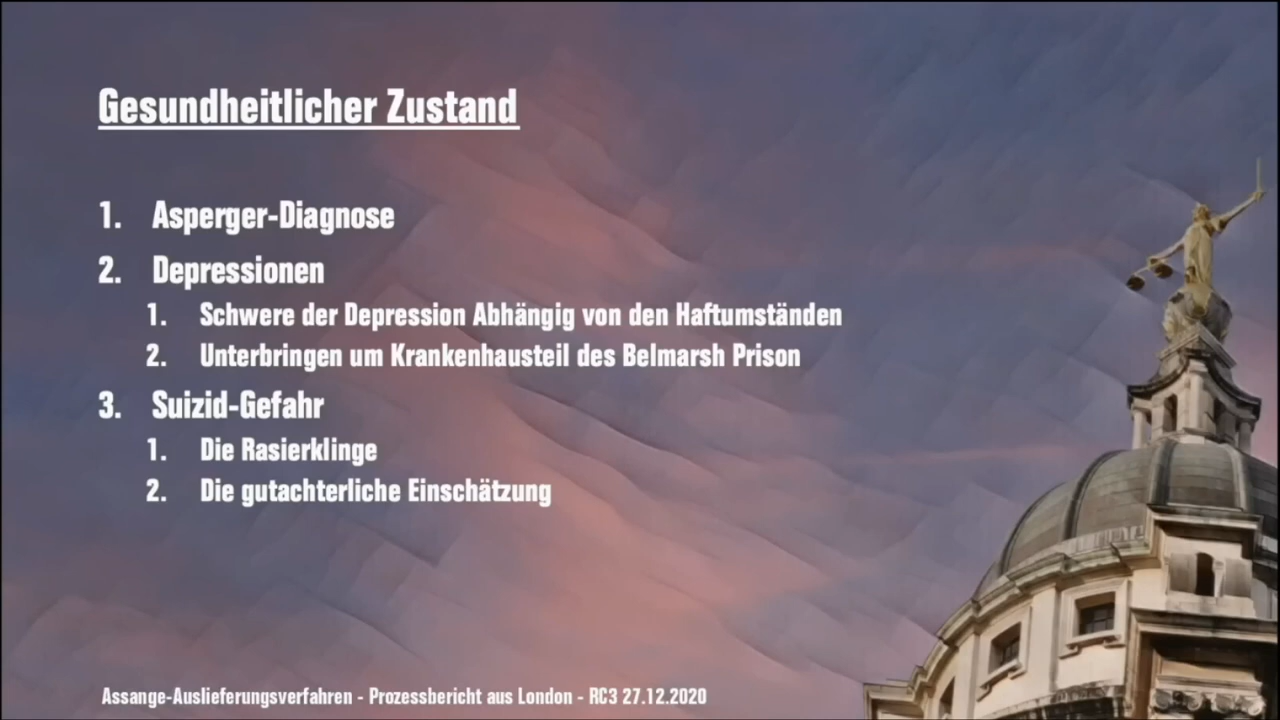 Gesundheitlicher Zustand
1. Asperger-Diagnose
2. Depressionen
1. Schwere der Depression Abhängig von den Haftumständen
2. Unterbringen um Krankenhausteil des Belmarsh Prison
3. Suizid-Gefahr
1. Die Rasierklinge
2. Die gutachterliche Einschätzung
Assange-Auslieferungsverfahren - Prozessbericht aus London - RC3 27.12.2020